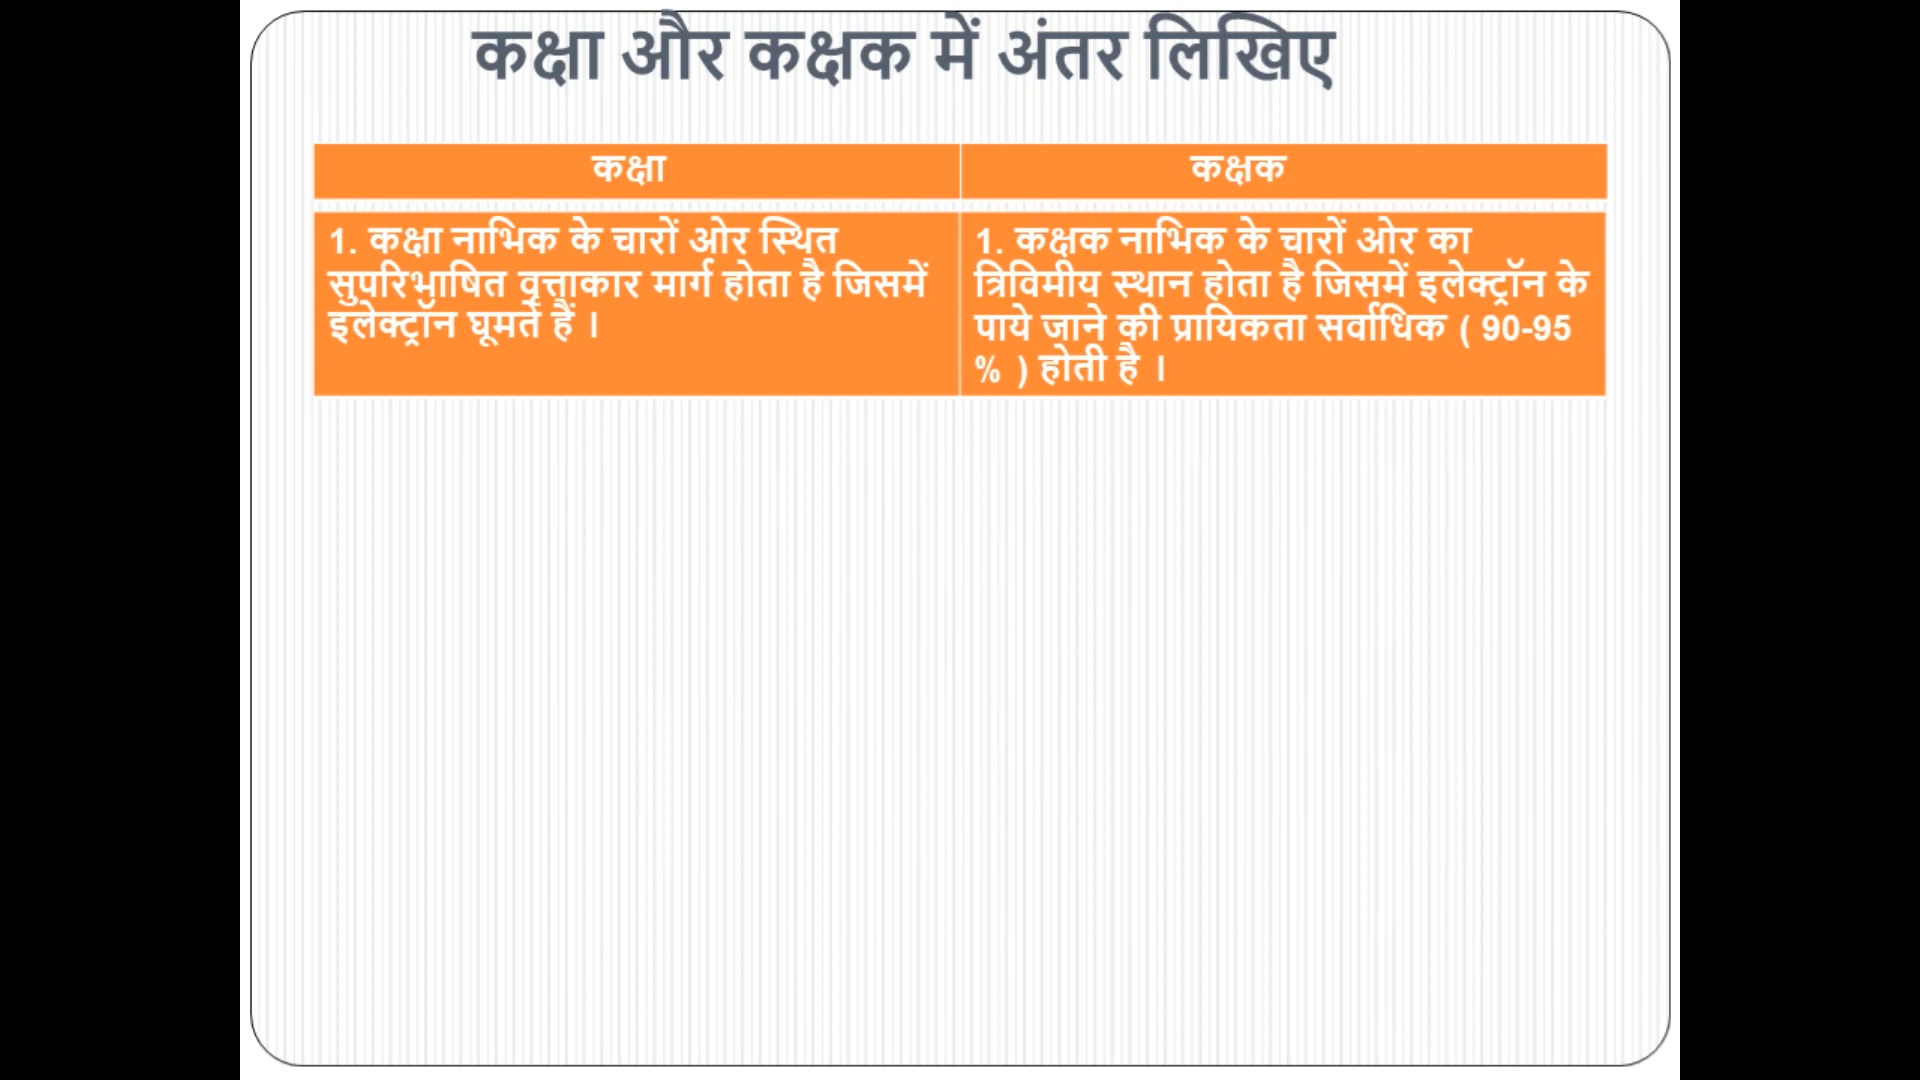 कक्षा और कक्षक में अंतर लिखिए
कक्षा
कक्षक
1. कक्षा नाभिक के चारों ओर स्थित
सुपरिभाषित वृत्ताकार मार्ग होता है जिसमें
इलेक्ट्रॉन घूमते हैं ।
1. कक्षक नाभिक के चारों ओर का
त्रिविमीय स्थान होता है जिसमें इलेक्ट्रॉन के
पाये जाने की प्रायिकता सर्वाधिक ( 90-95
% ) होती है ।